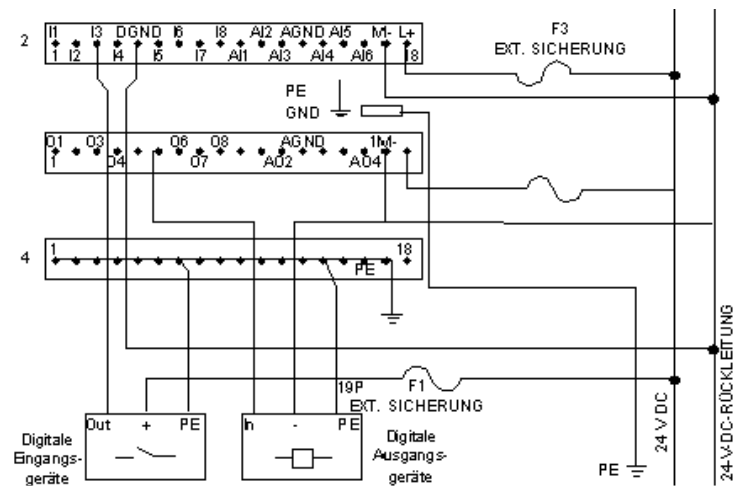 I1 I3 DGND I6 I8 AI2 AGND AI5 M- L+
2
1 I2 I4 I5 I7 AI1 AI3 AI4 AI6 18
F3
EXT. SICHERUNG
PE
GND
O1 O3 O6 O8 AGND 1M-
1 O4 O7 AO2 AO4
4
1 18
PE
19P F1
EXT. SICHERUNG
Out + PE
In - PE
Digitale
Eingangs-
geräte
Digitale
Ausgangs-
geräte
PE
24 V DC
24-V-DC-RÜCKLEITUNG